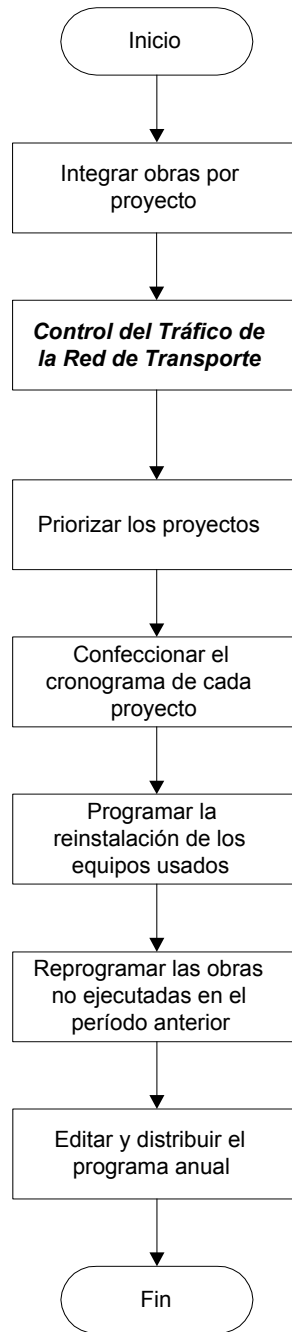 Inicio
Integrar obras por
proyecto
Control del Tráfico de
la Red de Transporte
Priorizar los proyectos
Confeccionar el
cronograma de cada
proyecto
Programar la
reinstalación de los
equipos usados
Reprogramar las obras
no ejecutadas en el
período anterior
Editar y distribuir el
programa anual
Fin